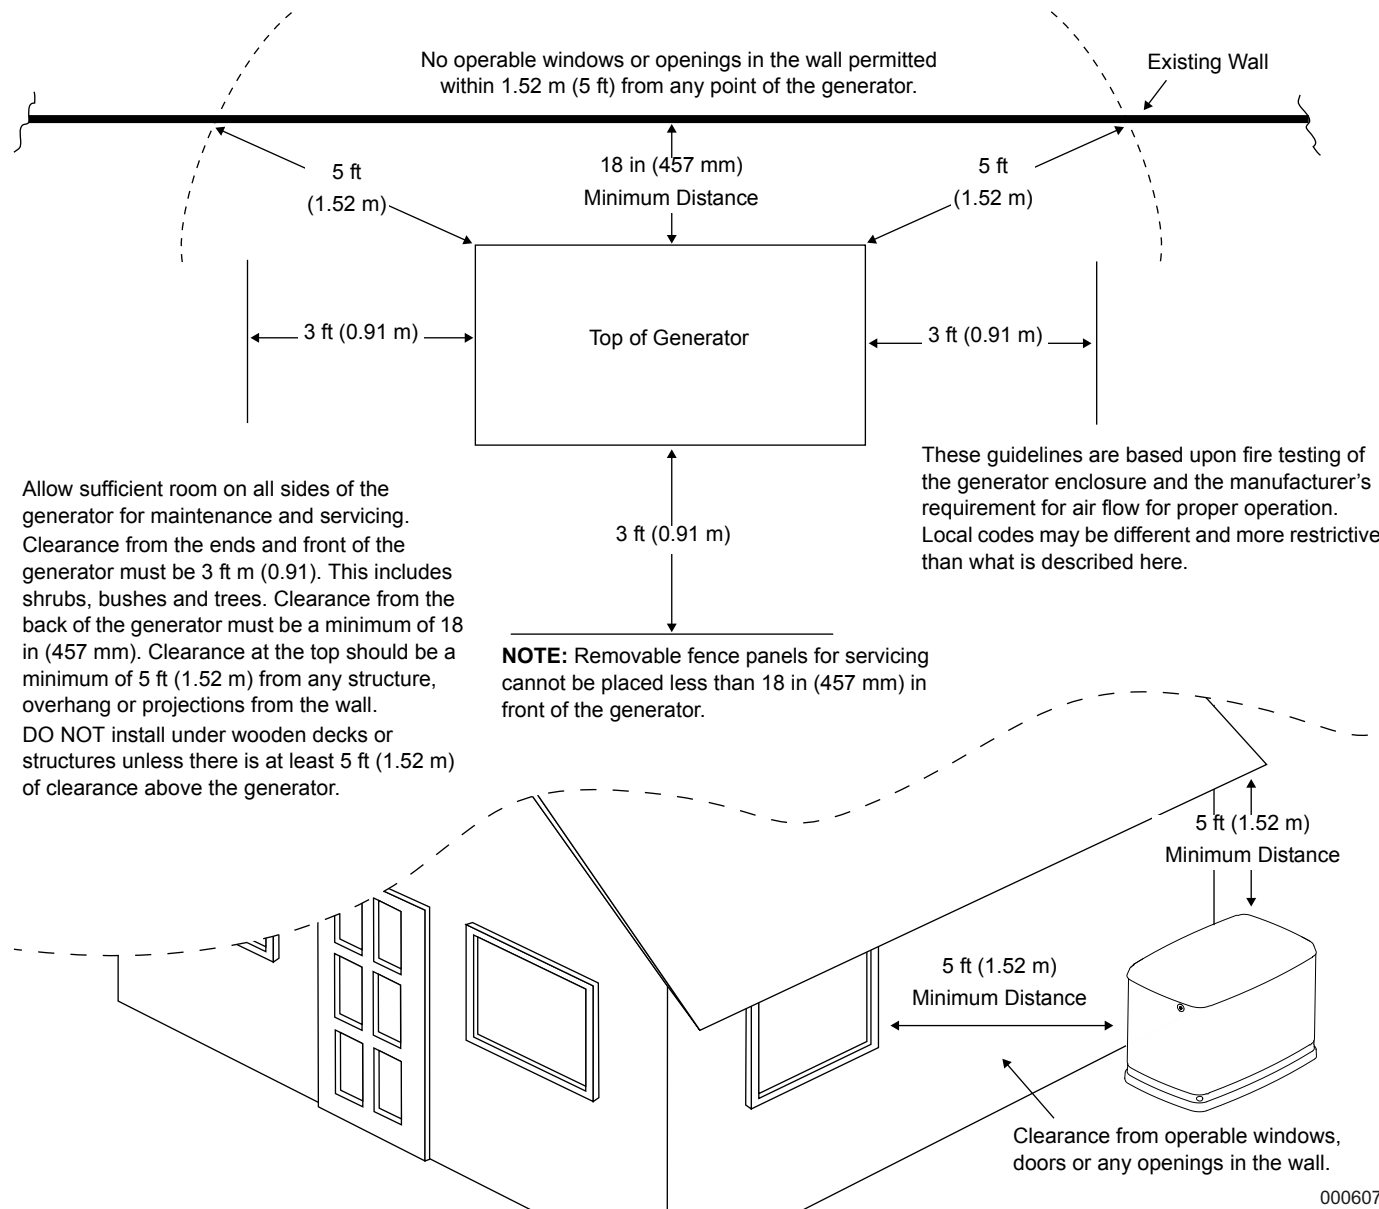 No operable windows or openings in the wall permitted
within 1.52 m (5 ft) from any point of the generator.
Existing Wall
5 ft
(1.52 m)
18 in (457 mm)
Minimum Distance
5 ft
(1.52 m)
3 ft (0.91 m)
Top of Generator
3 ft (0.91 m)
Allow sufficient room on all sides of the
generator for maintenance and servicing.
Clearance from the ends and front of the
generator must be 3 ft m (0.91). This includes
shrubs, bushes and trees. Clearance from the
back of the generator must be a minimum of 18
in (457 mm). Clearance at the top should be a
minimum of 5 ft (1.52 m) from any structure,
overhang or projections from the wall.
DO NOT install under wooden decks or
structures unless there is at least 5 ft (1.52 m)
of clearance above the generator.
3 ft (0.91 m)
These guidelines are based upon fire testing of
the generator enclosure and the manufacturer's
requirement for air flow for proper operation.
Local codes may be different and more restrictive
than what is described here.
NOTE: Removable fence panels for servicing
cannot be placed less than 18 in (457 mm) in
front of the generator.
5 ft (1.52 m)
Minimum Distance
5 ft (1.52 m)
Minimum Distance
Clearance from operable windows,
doors or any openings in the wall.
000607